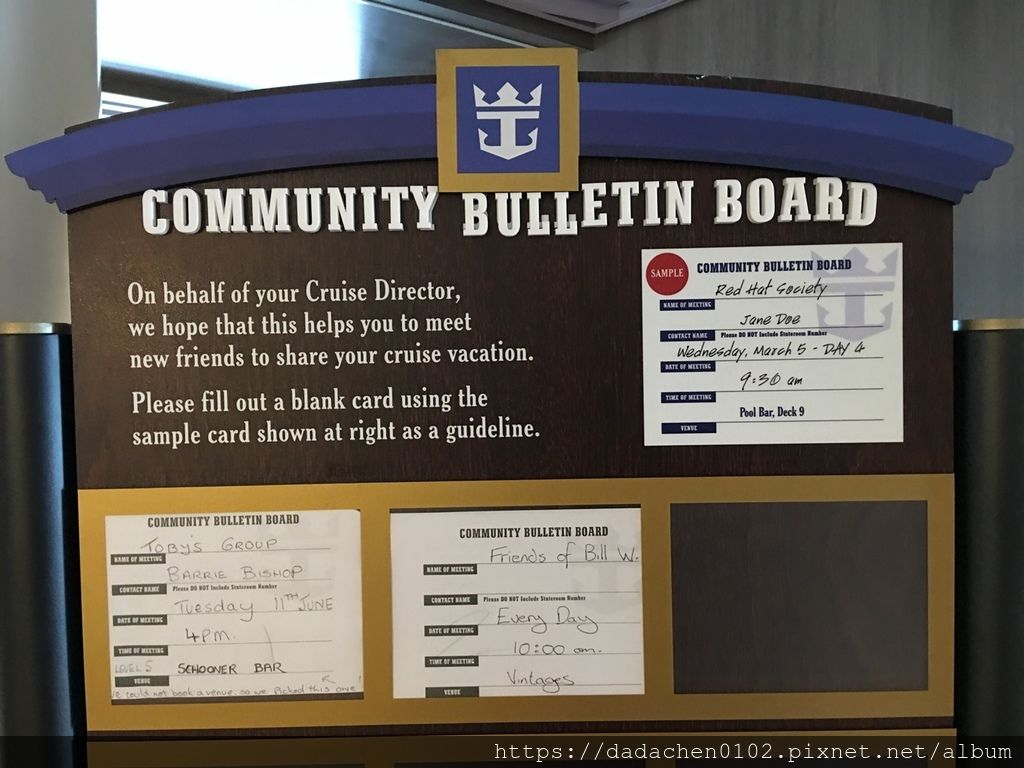 COMMUNITY BULLETIN BOARD
On behalf of your Cruise Director,
we hope that this helps you to meet
new friends to share your cruise vacation.
Please fill out a blank card using the
sample card shown at right as a guideline.
SAMPLE
COMMUNITY BULLETIN BOARD
Red Hat Society
NAME OF MEETING
Jane Doe
CONTACT NAME Please DO NOT Include Stateroom Number
Wednesday, March 5 - DAY 4
DATE OF MEETING
9:30 am
TIME OF MEETING
Pool Bar, Deck 9
VENUE
COMMUNITY BULLETIN BOARD
TOBY'S GROUP
NAME OF MEETING
BARRIE BISHOP
CONTACT NAME Please DO NOT Include Stateroom Number
Tuesday 11TH JUNE
DATE OF MEETING
4PM.
TIME OF MEETING
LEVEL 5 SCHOONER BAR
VENUE
we could not book a venue. so we picked this one!
COMMUNITY BULLETIN BOARD
Friends of Bill W.
NAME OF MEETING
CONTACT NAME Please DO NOT Include Stateroom Number
Every Day
DATE OF MEETING
10:00 am.
TIME OF MEETING
Vintages
VENUE
https://dadachen0102.pixnet.net/album